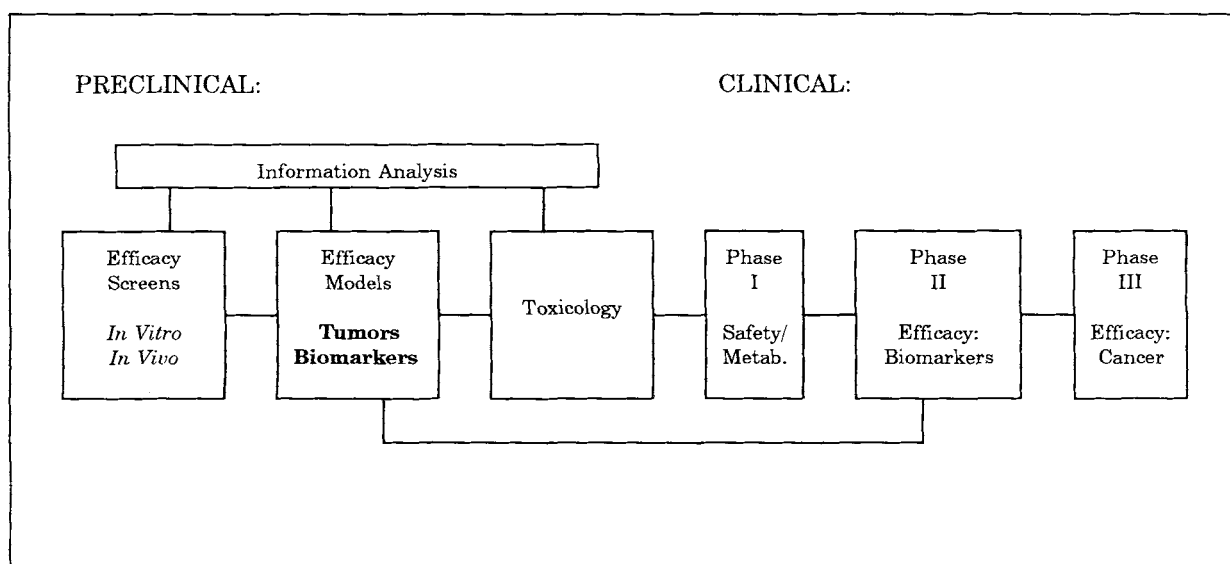 PRECLINICAL:
CLINICAL:
Information Analysis
Efficacy
Screens
In Vitro
In Vivo
Efficacy
Models
Tumors
Biomarkers
Toxicology
Phase
I
Safety/
Metab.
Phase
II
Efficacy:
Biomarkers
Phase
III
Efficacy:
Cancer